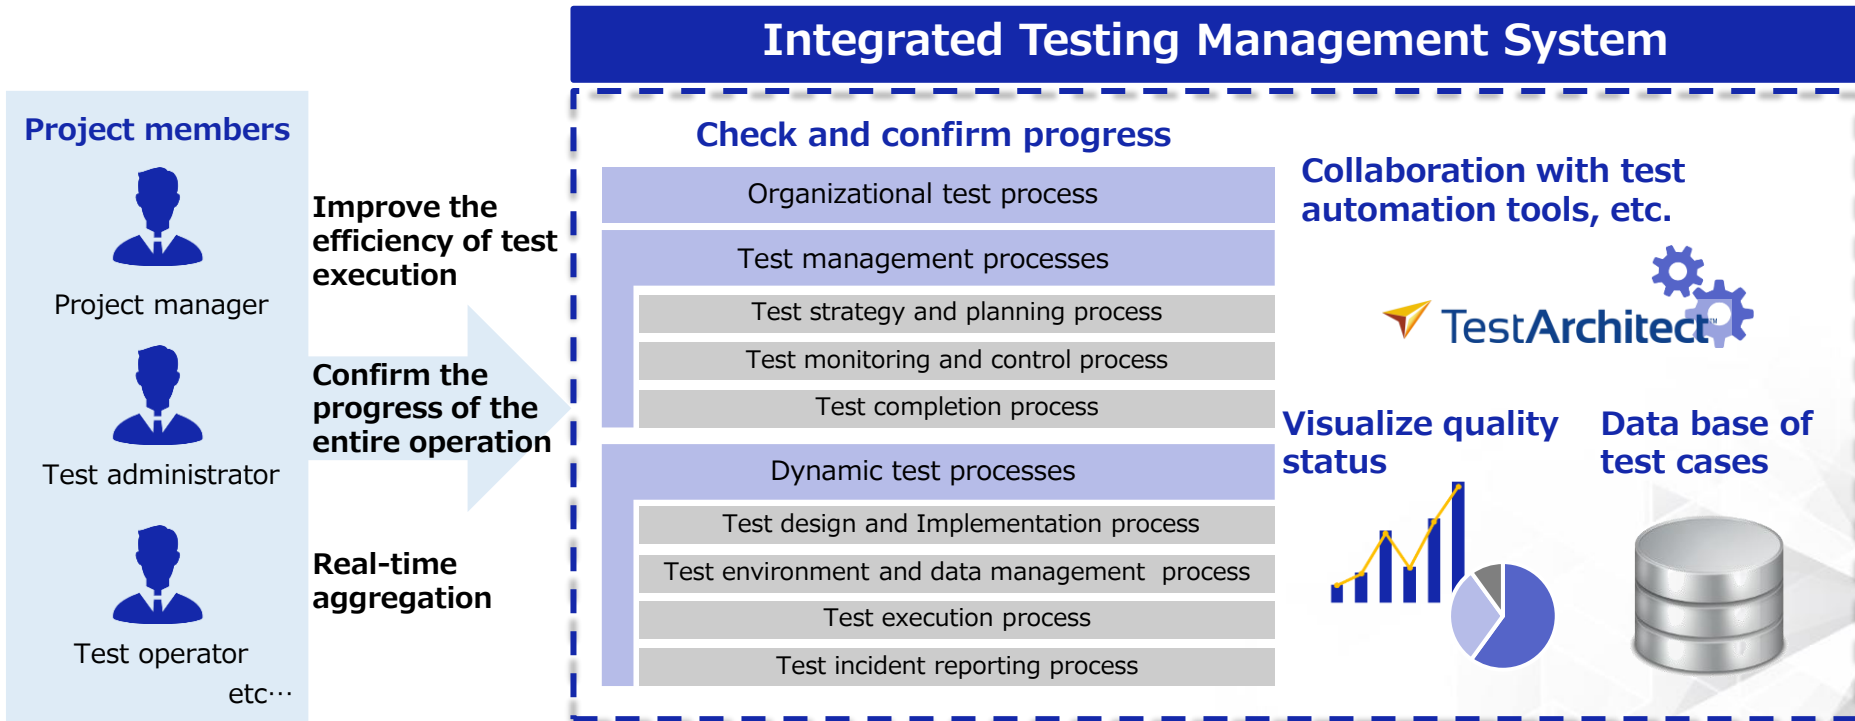 Integrated Testing Management System
Project members
Project manager
Test administrator
Test operator
etc…
Improve the
efficiency of test
execution
Confirm the
progress of the
entire operation
Real-time
aggregation
Check and confirm progress
Organizational test process
Test management processes
Test strategy and planning process
Test monitoring and control process
Test completion process
Dynamic test processes
Test design and Implementation process
Test environment and data management process
Test execution process
Test incident reporting process
Collaboration with test
automation tools, etc.
TestArchitect™
Visualize quality
status
Data base of
test cases